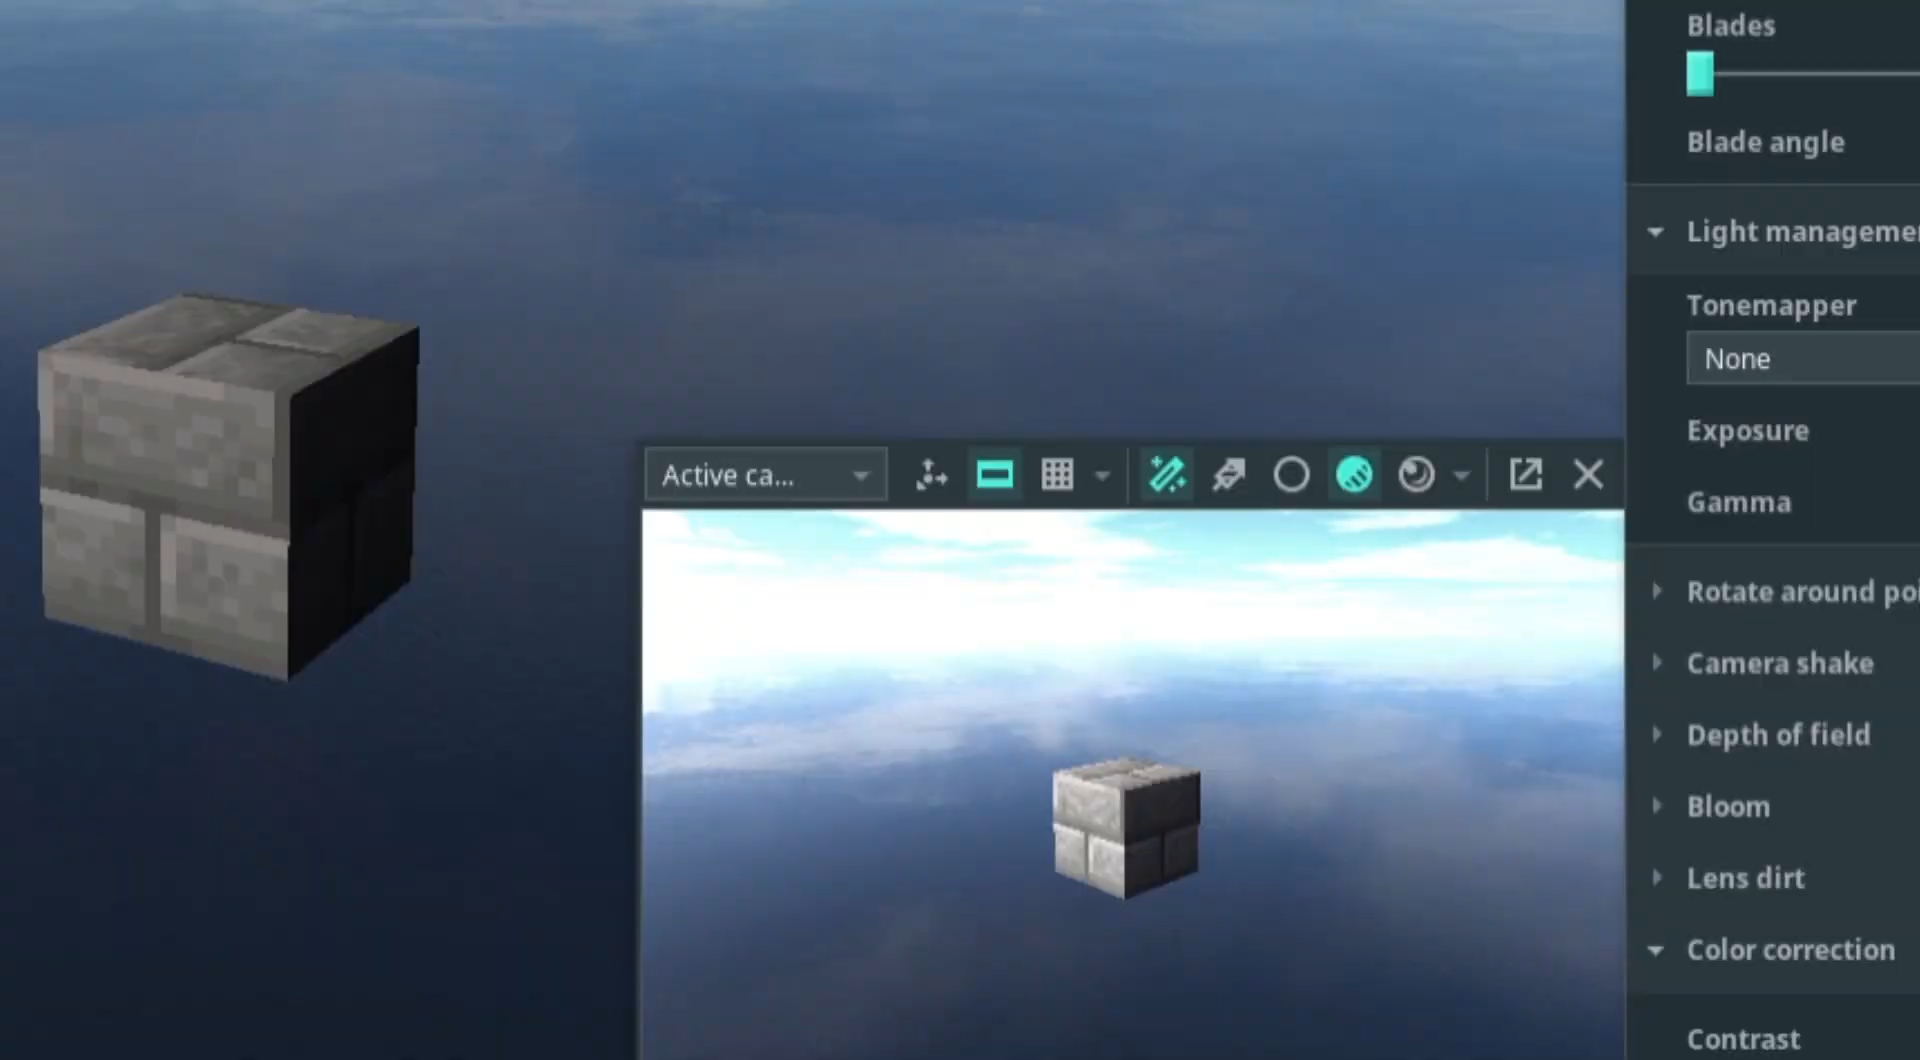 Blades
Blade angle
Light manageme
Tonemapper
None
Exposure
Active ca...
Gamma
Rotate around poi
Camera shake
Depth of field
Bloom
Lens dirt
Color correction
Contrast